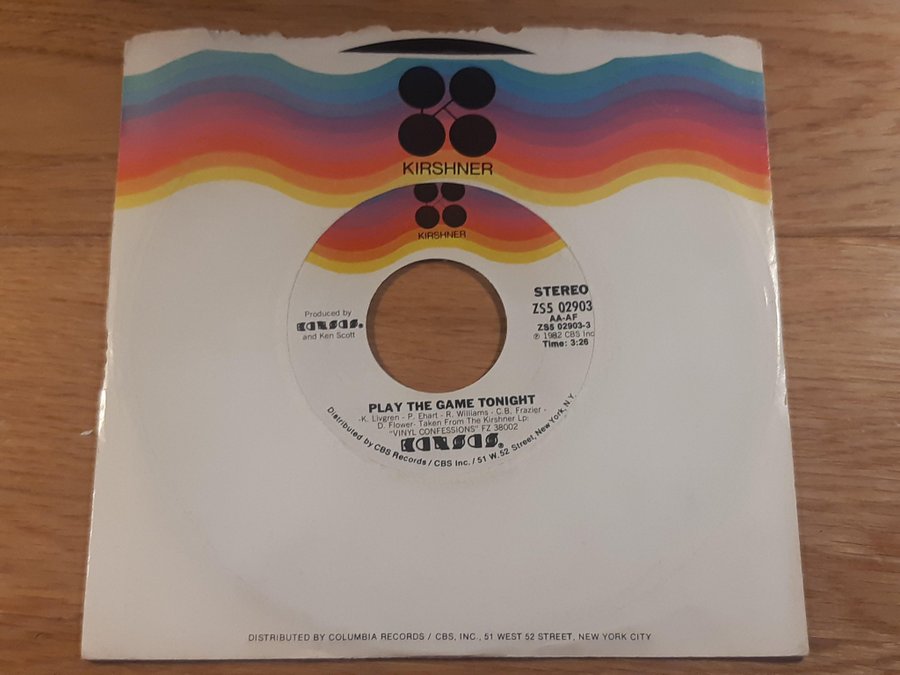 KIRSHNER
KIRSHNER
STEREO
ZS5 02903
AA-AF
ZS5 02903-3
℗ 1982 CBS Inc
Time: 3:26
Produced by
KANSAS®
and Ken Scott
PLAY THE GAME TONIGHT
-K. Livgren - P. Ehart - R. Williams - C.B. Frazier -
D. Flower- Taken From The Kirshner Lp:
"VINYL CONFESSIONS" FZ 38002
KANSAS®
Distributed by CBS Records / CBS Inc. / 51 W. 52 Street, New York, N.Y.
DISTRIBUTED BY COLUMBIA RECORDS / CBS, INC., 51 WEST 52 STREET, NEW YORK CITY